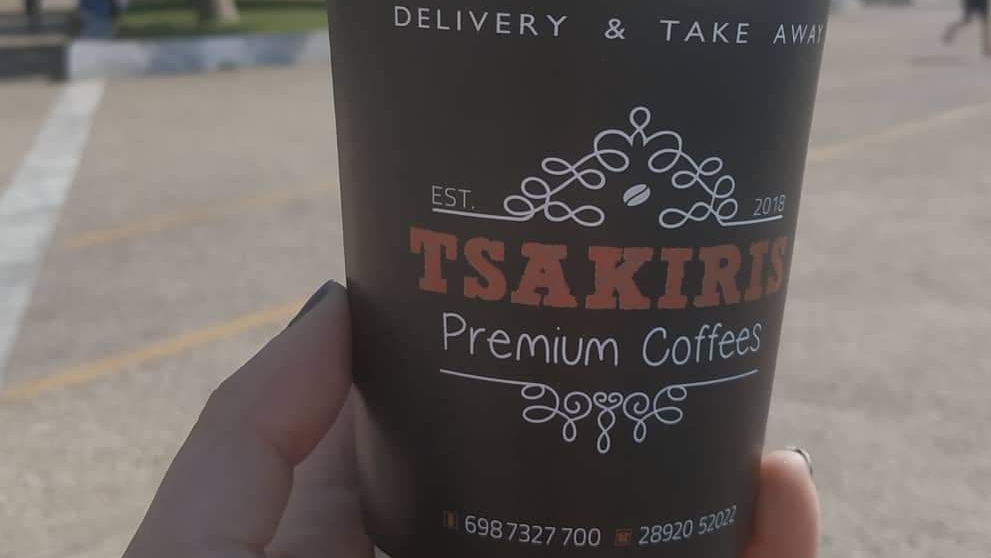 DELIVERY & TAKE AWAY
EST. 2018
TSAKIRIS
Premium Coffees
698 7327 700 28920 52022